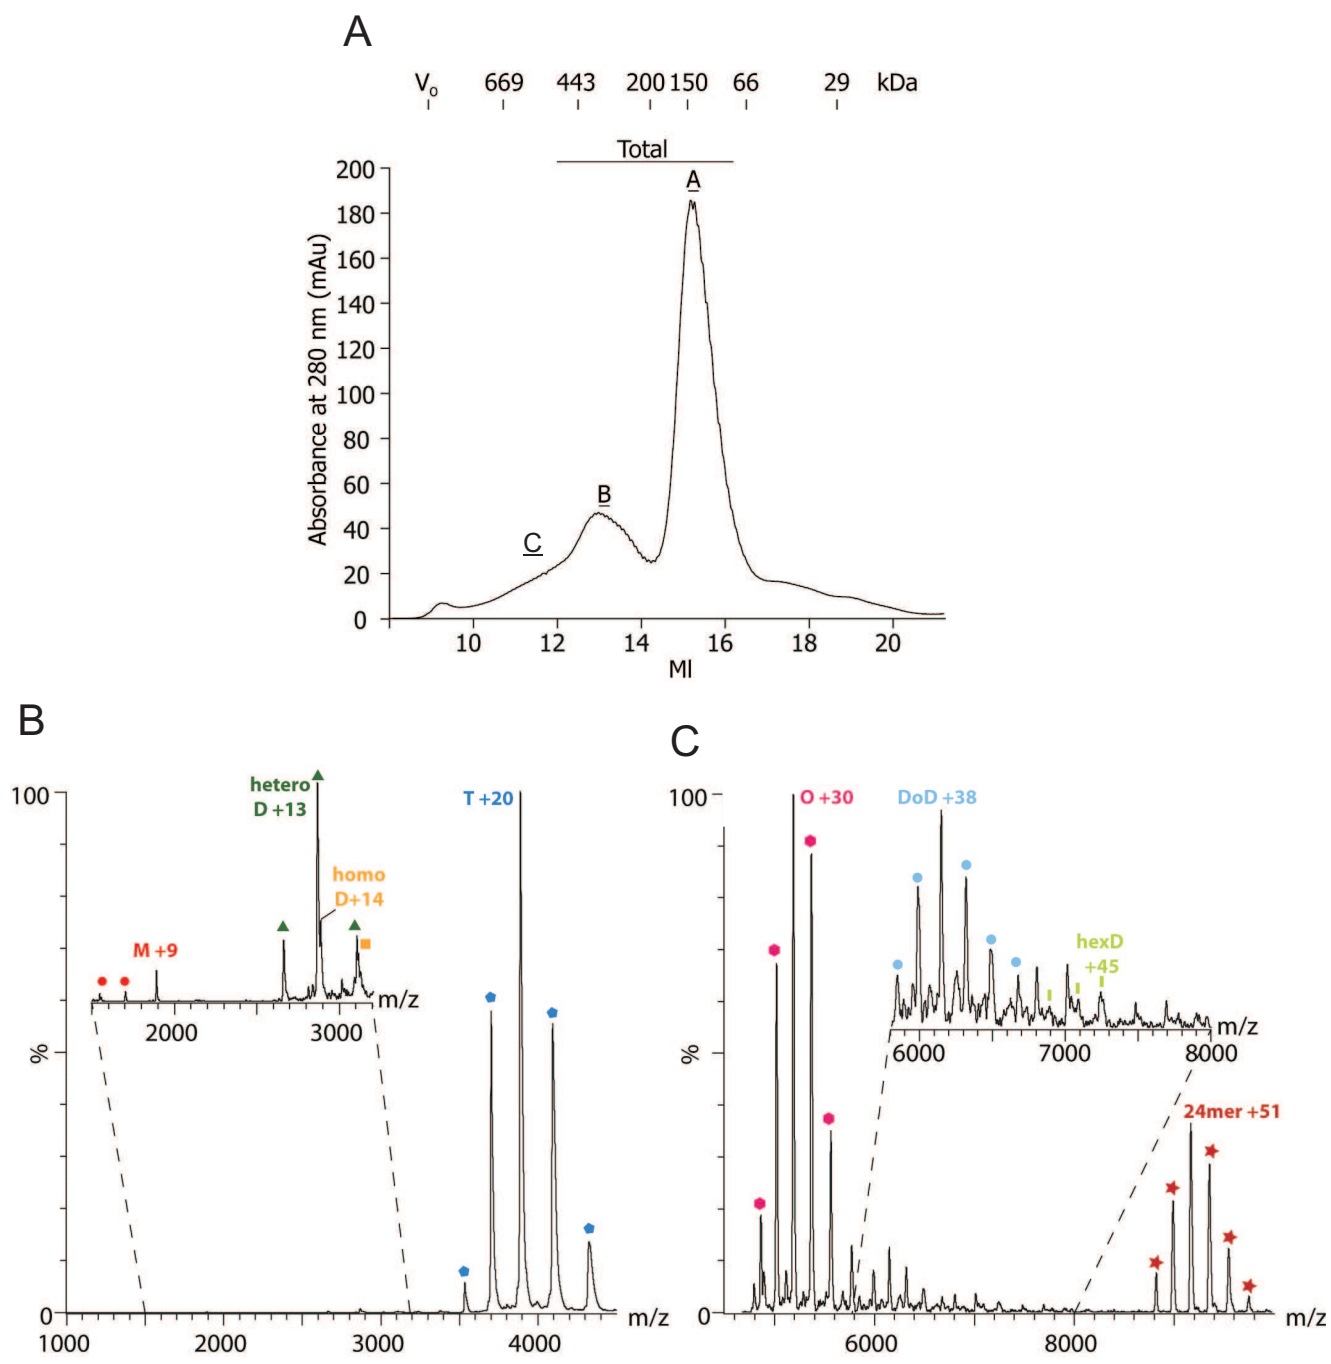 A
Vo 669 443 200 150 66 29 kDa
Total
200
180
160
140
120
100
80
60
40
20
0
Absorbance at 280 nm (mAu)
A
B
C
10 12 14 16 18 20
Ml
B
100
%
0
hetero
D +13
homo
D+14
M +9
T +20
2000 3000 m/z
1000 2000 3000 4000 m/z
C
100
%
0
O +30
DoD +38
hexD
+45
6000 7000 8000 m/z
24mer +51
6000 8000 m/z